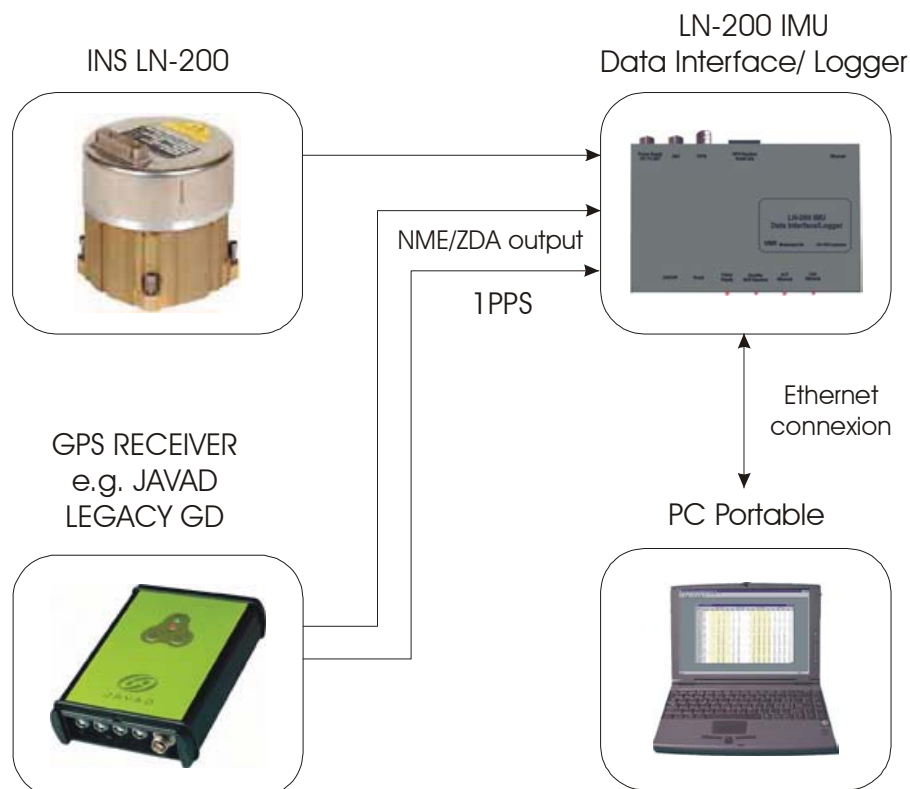 INS LN-200
LN-200 IMU
Data Interface/ Logger
LN-200 IMU
Data Interface/Logger
NME/ZDA output
1PPS
Ethernet
connexion
GPS RECEIVER
e.g. JAVAD
LEGACY GD
JAVAD
PC Portable